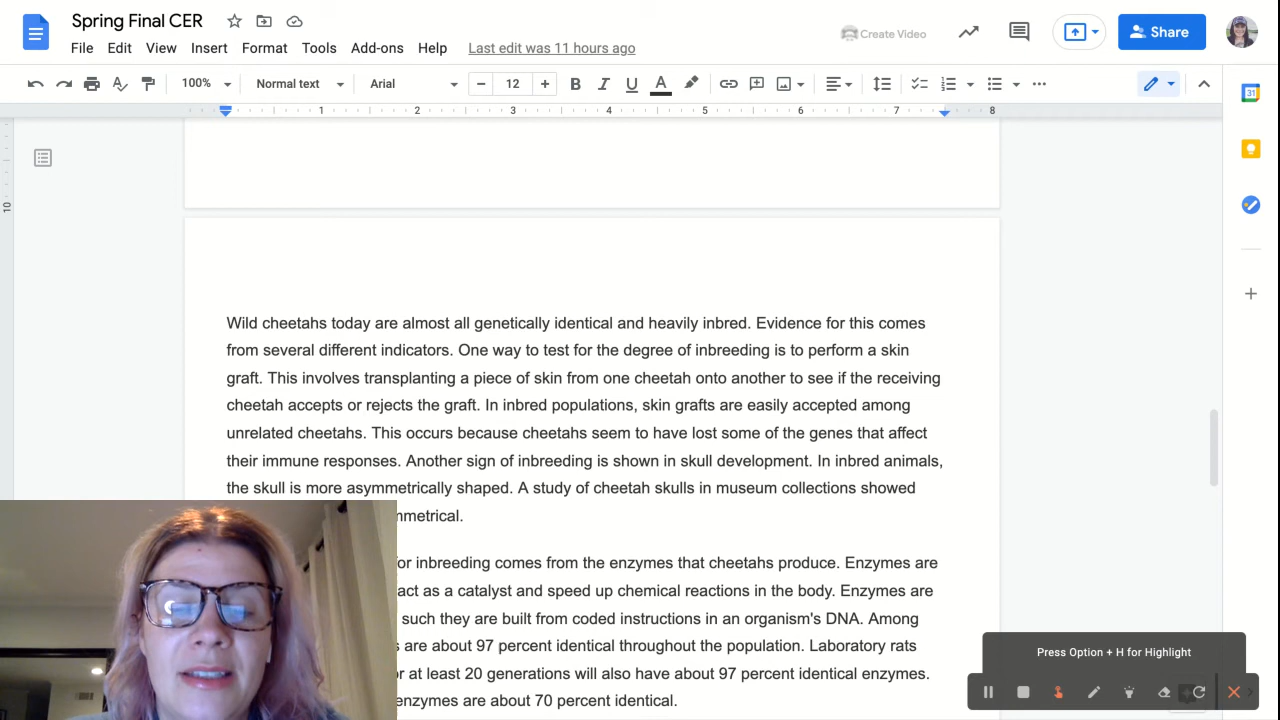 Spring Final CER
File Edit View Insert Format Tools Add-ons Help Last edit was 11 hours ago
Create Video
Share
100% Normal text Arial 12 B I U A
1 2 3 4 5 6 7 8
10
31
Wild cheetahs today are almost all genetically identical and heavily inbred. Evidence for this comes
from several different indicators. One way to test for the degree of inbreeding is to perform a skin
graft. This involves transplanting a piece of skin from one cheetah onto another to see if the receiving
cheetah accepts or rejects the graft. In inbred populations, skin grafts are easily accepted among
unrelated cheetahs. This occurs because cheetahs seem to have lost some of the genes that affect
their immune responses. Another sign of inbreeding is shown in skull development. In inbred animals,
the skull is more asymmetrically shaped. A study of cheetah skulls in museum collections showed
mmetrical.
or inbreeding comes from the enzymes that cheetahs produce. Enzymes are
act as a catalyst and speed up chemical reactions in the body. Enzymes are
such they are built from coded instructions in an organism's DNA. Among
s are about 97 percent identical throughout the population. Laboratory rats
r at least 20 generations will also have about 97 percent identical enzymes.
enzymes are about 70 percent identical.
Press Option + H for Highlight